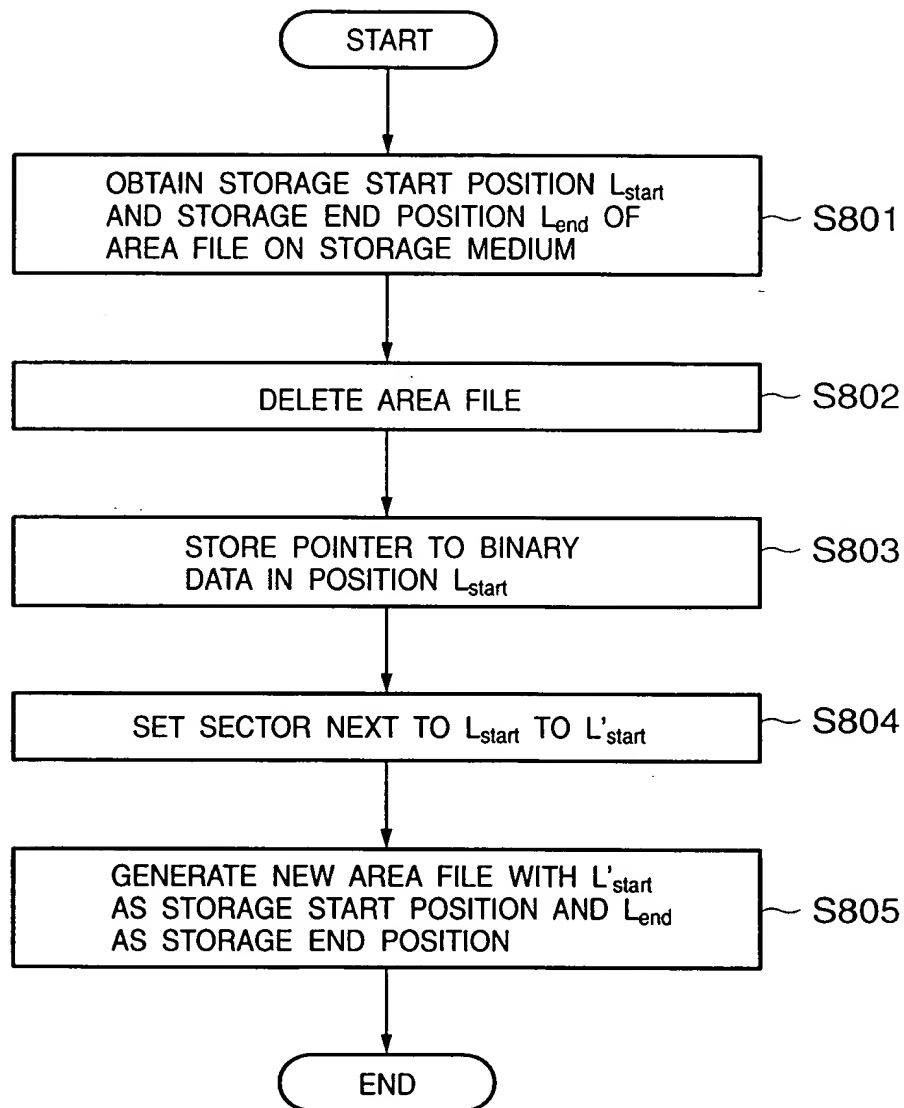 START
OBTAIN STORAGE START POSITION Lstart
AND STORAGE END POSITION Lend OF
AREA FILE ON STORAGE MEDIUM
S801
DELETE AREA FILE
S802
STORE POINTER TO BINARY
DATA IN POSITION Lstart
S803
SET SECTOR NEXT TO Lstart TO L'start
S804
GENERATE NEW AREA FILE WITH L'start
AS STORAGE START POSITION AND Lend
AS STORAGE END POSITION
S805
END